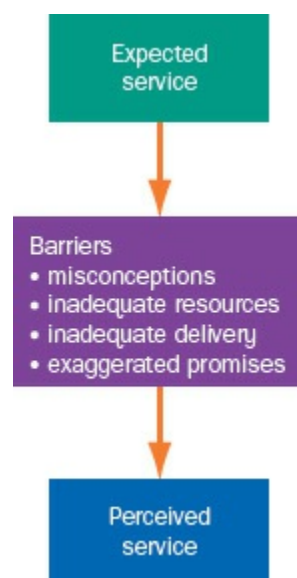 Expected
service
Barriers
• misconceptions
• inadequate resources
• inadequate delivery
• exaggerated promises
Perceived
service